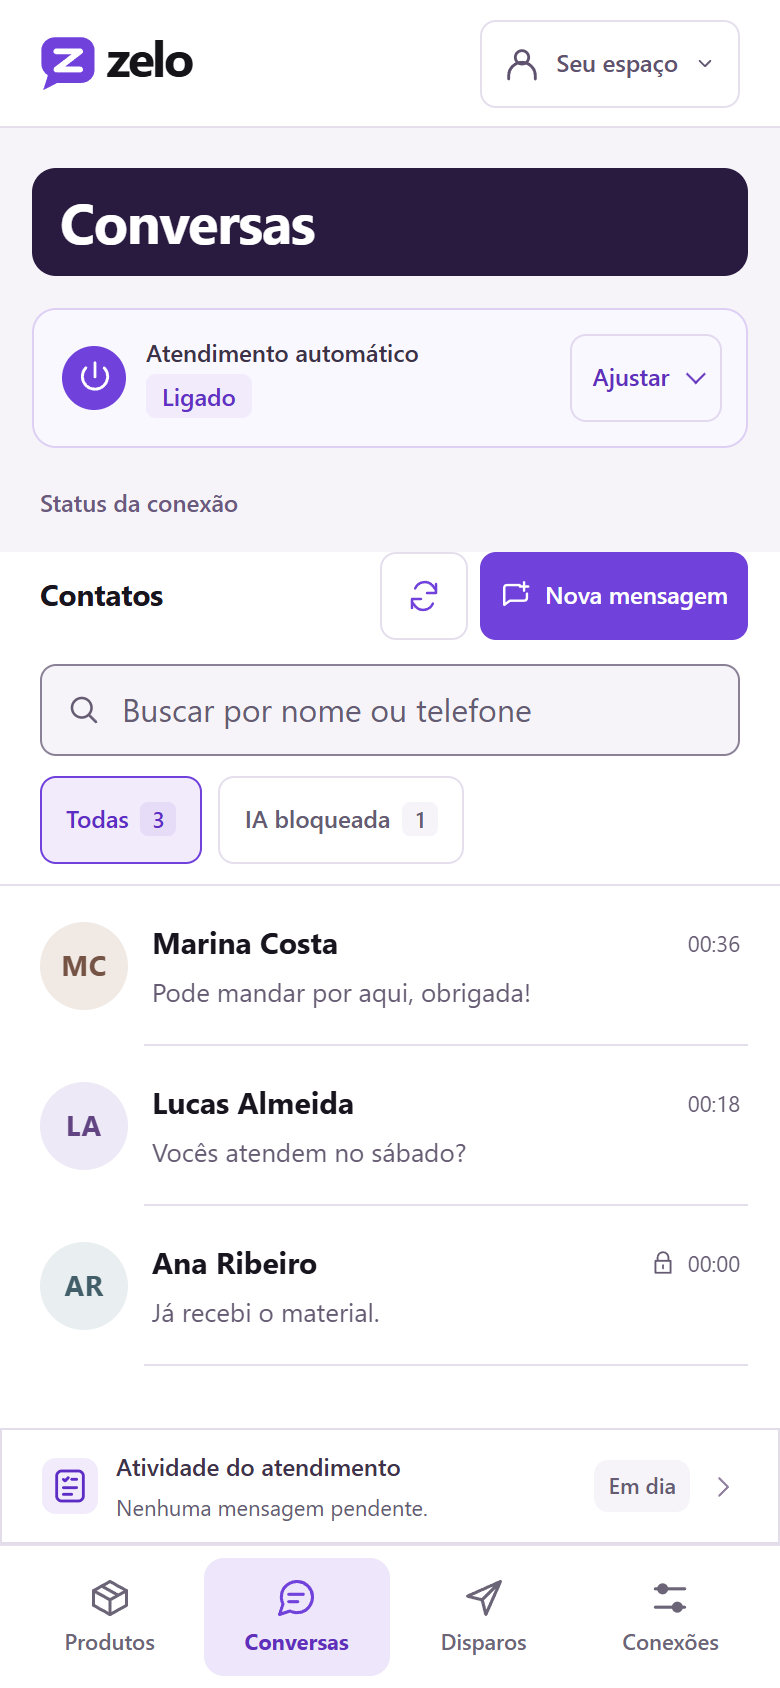 zelo
Seu espaço
Conversas
Atendimento automático
Ligado
Ajustar
Status da conexão
Contatos
Nova mensagem
Buscar por nome ou telefone
Todas 3
IA bloqueada 1
MC
Marina Costa
00:36
Pode mandar por aqui, obrigada!
LA
Lucas Almeida
00:18
Vocês atendem no sábado?
AR
Ana Ribeiro
00:00
Já recebi o material.
Atividade do atendimento
Nenhuma mensagem pendente.
Em dia
Produtos
Conversas
Disparos
Conexões